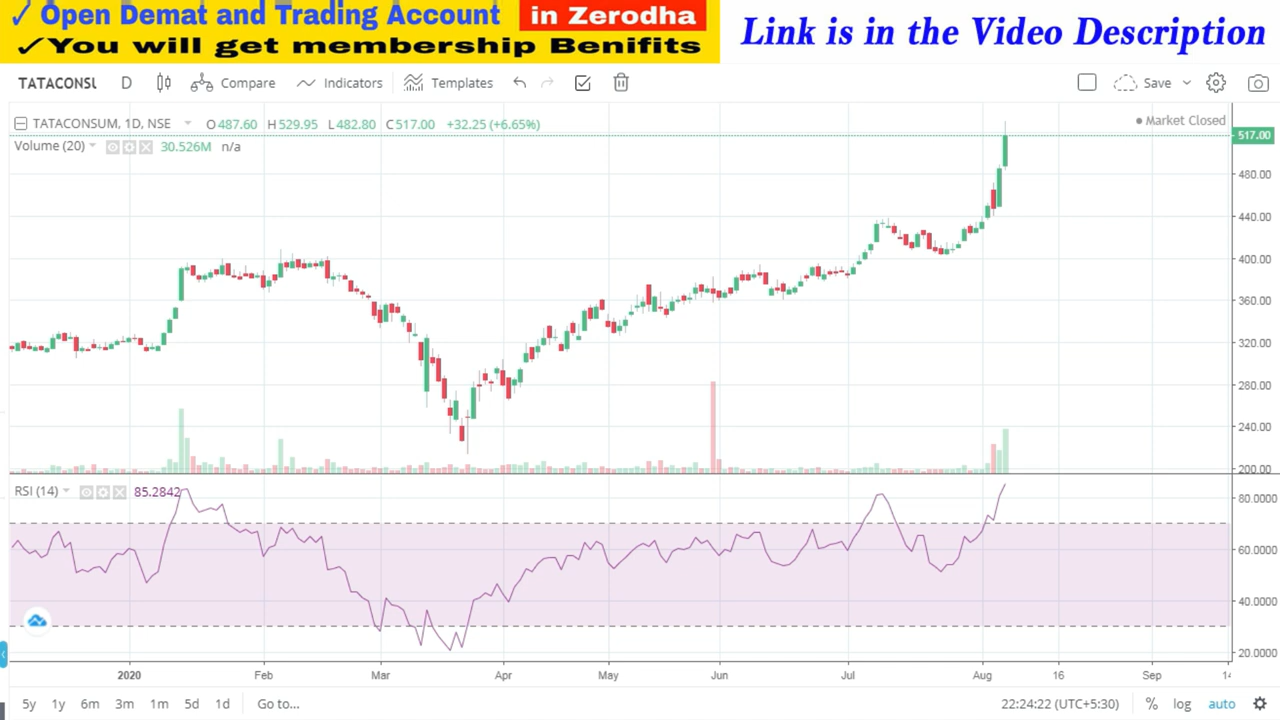 ✓ Open Demat and Trading Account in Zerodha
✓You will get membership Benifits
Link is in the Video Description
TATACONSU D Compare Indicators Templates Save
TATACONSUM, 1D, NSE O487.60 H529.95 L482.80 C517.00 +32.25 (+6.65%) Market Closed
Volume (20) 30.526M n/a
517.00
480.00
440.00
400.00
360.00
320.00
280.00
240.00
200.00
RSI (14) 85.2842
80.0000
60.0000
40.0000
20.0000
2020 Feb Mar Apr May Jun Jul Aug 16 Sep 14
5y 1y 6m 3m 1m 5d 1d Go to... 22:24:22 (UTC+5:30) % log auto